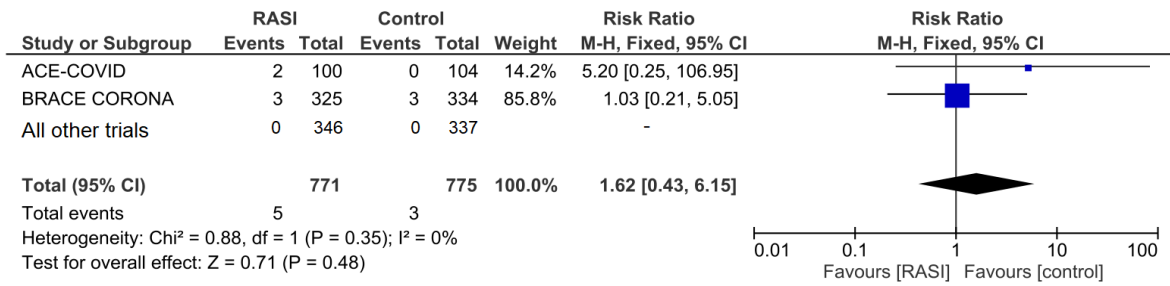 RASI Control Risk Ratio Risk Ratio
Study or Subgroup Events Total Events Total Weight M-H, Fixed, 95% CI M-H, Fixed, 95% CI
ACE-COVID 2 100 0 104 14.2% 5.20 [0.25, 106.95]
BRACE CORONA 3 325 3 334 85.8% 1.03 [0.21, 5.05]
All other trials 0 346 0 337 -
Total (95% CI) 771 775 100.0% 1.62 [0.43, 6.15]
Total events 5 3
Heterogeneity: Chi² = 0.88, df = 1 (P = 0.35); I² = 0%
Test for overall effect: Z = 0.71 (P = 0.48)
0.01 0.1 1 10 100
Favours [RASI] Favours [control]